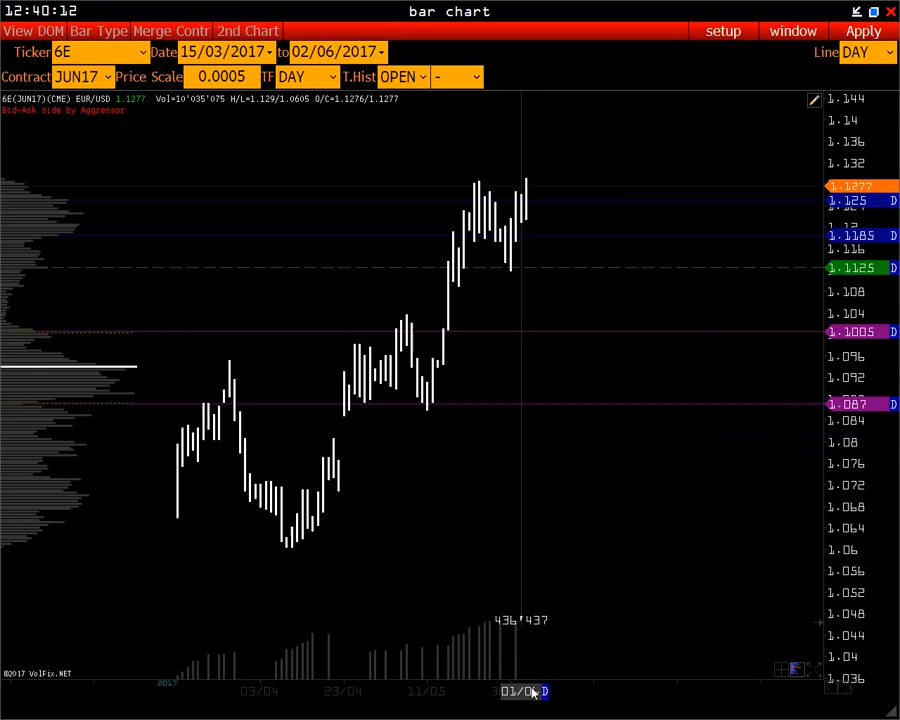 12:40:12 bar chart
View DOM Bar Type Merge Contr 2nd Chart setup window Apply
Ticker 6E Date 15/03/2017 to 02/06/2017 Line DAY
Contract JUN17 Price Scale 0.0005 TF DAY T.Hist OPEN -
6E(JUN17)(CME) EUR/USD 1.1277 Vol=10'035'075 H/L=1.129/1.0605 O/C=1.1276/1.1277
Bid-Ask side by Aggressor
1.144
1.14
1.136
1.132
1.1277
1.125 D
1.12
1.1185 D
1.116
1.1125 D
1.108
1.104
1.1005 D
1.096
1.092
1.087 D
1.084
1.08
1.076
1.072
1.068
1.064
1.06
1.056
1.052
1.048
436'437
1.044
1.04
©2017 VolFix.NET
1.036
2017
03/04 23/04 11/05 01/06 D